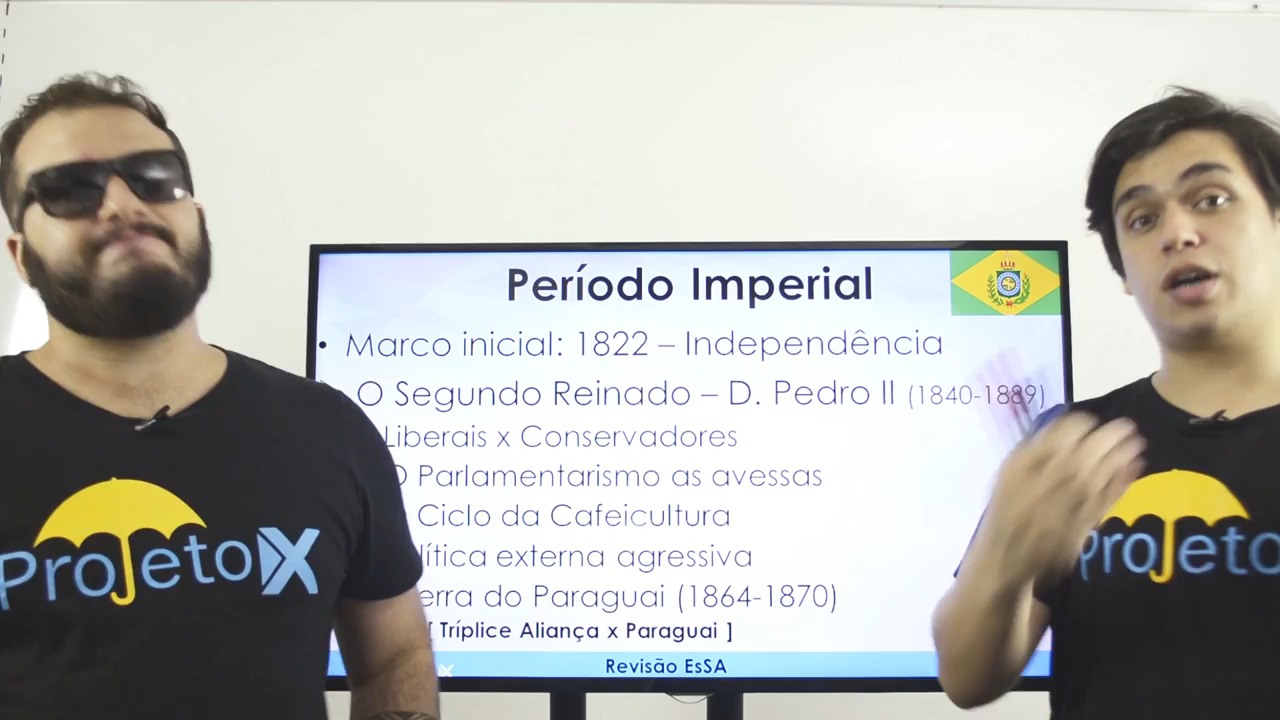 Período Imperial
• Marco inicial: 1822 – Independência
O Segundo Reinado – D. Pedro II (1840-1889)
Liberais x Conservadores
O Parlamentarismo as avessas
Ciclo da Cafeicultura
lítica externa agressiva
erra do Paraguai (1864-1870)
[ Tríplice Aliança x Paraguai ]
Revisão EsSA
ProjetoX
Projeto